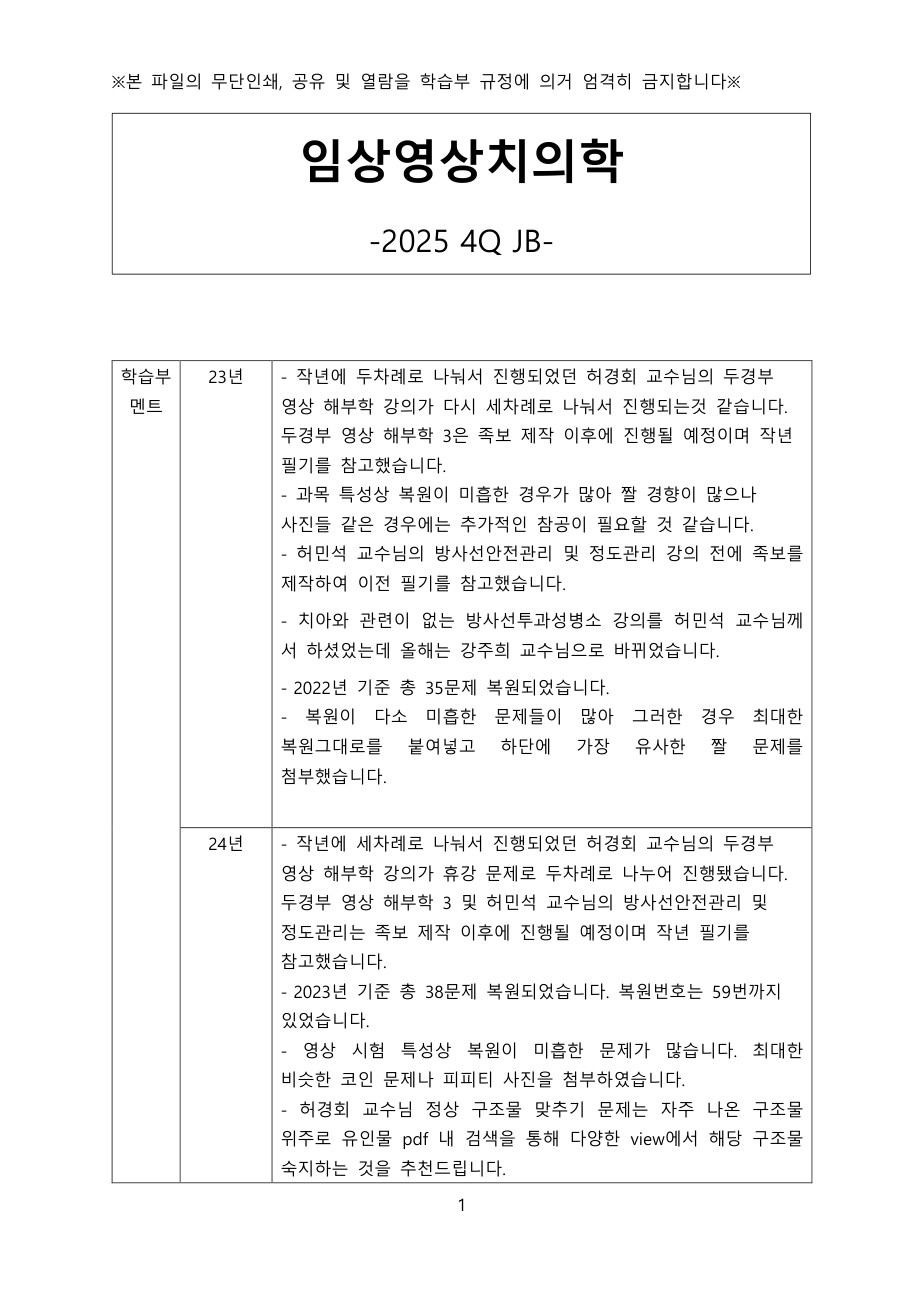 ※본 파일의 무단인쇄, 공유 및 열람을 학습부 규정에 의거 엄격히 금지합니다※
임상영상치의학
-2025 4Q JB-
학습부
멘트
23년
- 작년에 두차례로 나눠서 진행되었던 허경회 교수님의 두경부
영상 해부학 강의가 다시 세차례로 나눠서 진행되는것 같습니다.
두경부 영상 해부학 3은 족보 제작 이후에 진행될 예정이며 작년
필기를 참고했습니다.
- 과목 특성상 복원이 미흡한 경우가 많아 짤 경향이 많으나
사진들 같은 경우에는 추가적인 참공이 필요할 것 같습니다.
- 허민석 교수님의 방사선안전관리 및 정도관리 강의 전에 족보를
제작하여 이전 필기를 참고했습니다.
- 치아와 관련이 없는 방사선투과성병소 강의를 허민석 교수님께
서 하셨었는데 올해는 강주희 교수님으로 바뀌었습니다.
- 2022년 기준 총 35문제 복원되었습니다.
- 복원이 다소 미흡한 문제들이 많아 그러한 경우 최대한
복원그대로를 붙여넣고 하단에 가장 유사한 짤 문제를
첨부했습니다.
24년
- 작년에 세차례로 나눠서 진행되었던 허경회 교수님의 두경부
영상 해부학 강의가 휴강 문제로 두차례로 나누어 진행됐습니다.
두경부 영상 해부학 3 및 허민석 교수님의 방사선안전관리 및
정도관리는 족보 제작 이후에 진행될 예정이며 작년 필기를
참고했습니다.
- 2023년 기준 총 38문제 복원되었습니다. 복원번호는 59번까지
있었습니다.
- 영상 시험 특성상 복원이 미흡한 문제가 많습니다. 최대한
비슷한 코인 문제나 피피티 사진을 첨부하였습니다.
- 허경회 교수님 정상 구조물 맞추기 문제는 자주 나온 구조물
위주로 유인물 pdf 내 검색을 통해 다양한 view에서 해당 구조물
숙지하는 것을 추천드립니다.
1